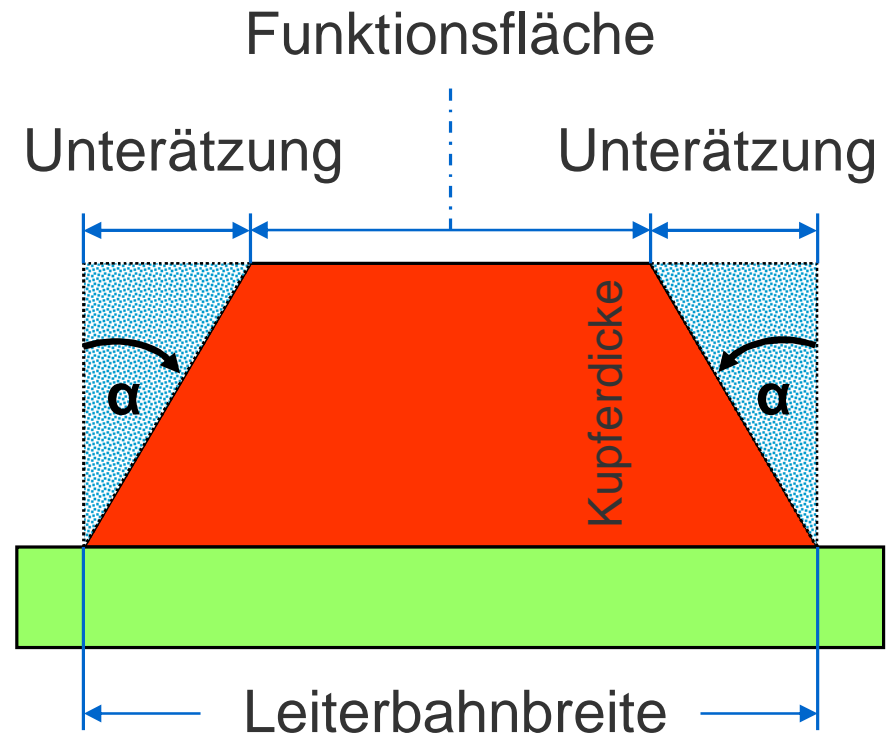 Funktionsfläche
Unterätzung
Unterätzung
α
Kupferdicke
α
Leiterbahnbreite